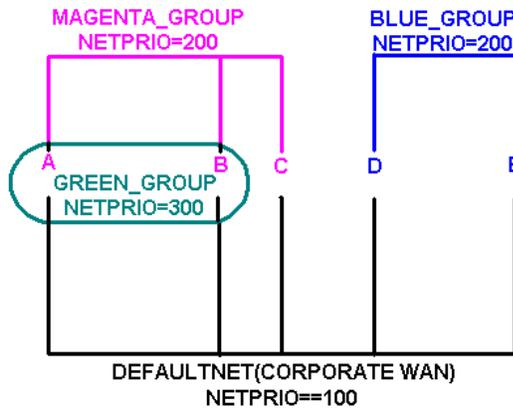 MAGENTA_GROUP
NETPRIO=200
BLUE_GROUP
NETPRIO=200
A
B
C
D
GREEN_GROUP
NETPRIO=300
DEFAULTNET(CORPORATE WAN)
NETPRIO==100